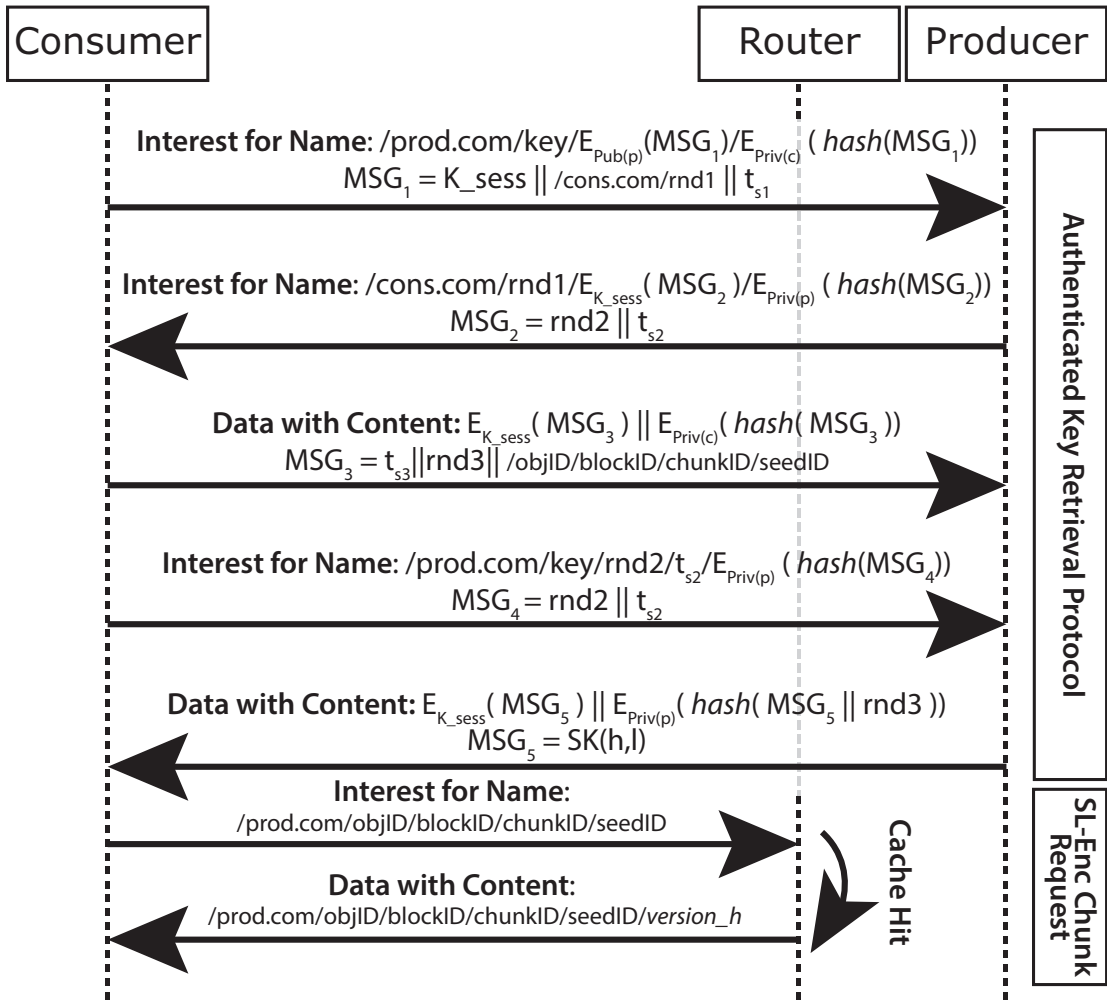 Consumer
Router
Producer
Interest for Name: /prod.com/key/E_Pub(p)(MSG_1)/E_Priv(c) ( hash(MSG_1))
MSG_1 = K_sess || /cons.com/rnd1 || t_s1
Interest for Name: /cons.com/rnd1/E_K_sess( MSG_2 )/E_Priv(p) ( hash(MSG_2))
MSG_2 = rnd2 || t_s2
Data with Content: E_K_sess( MSG_3 ) || E_Priv(c)( hash( MSG_3 ))
MSG_3 = t_s3||rnd3|| /objID/blockID/chunkID/seedID
Interest for Name: /prod.com/key/rnd2/t_s2/E_Priv(p) ( hash(MSG_4))
MSG_4 = rnd2 || t_s2
Data with Content: E_K_sess( MSG_5 ) || E_Priv(p)( hash( MSG_5 || rnd3 ))
MSG_5 = SK(h,l)
Authenticated Key Retrieval Protocol
Interest for Name:
/prod.com/objID/blockID/chunkID/seedID
Data with Content:
/prod.com/objID/blockID/chunkID/seedID/version_h
Cache Hit
SL-Enc Chunk
Request